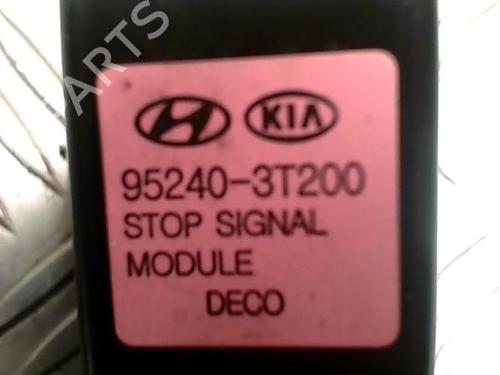 ARTS
KIA
95240-3T200
STOP SIGNAL
MODULE
DECO